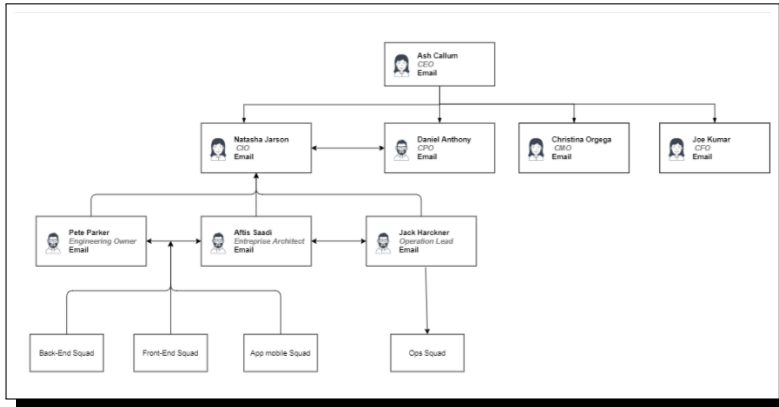 Ash Callum
CEO
Email
Natasha Jarson
CIO
Email
Daniel Anthony
CPO
Email
Christina Orgega
CMO
Email
Joe Kumar
CFO
Email
Pete Parker
Engineering Owner
Email
Aftis Saadi
Entreprise Architect
Email
Jack Harckner
Operation Lead
Email
Back-End Squad
Front-End Squad
App mobile Squad
Ops Squad